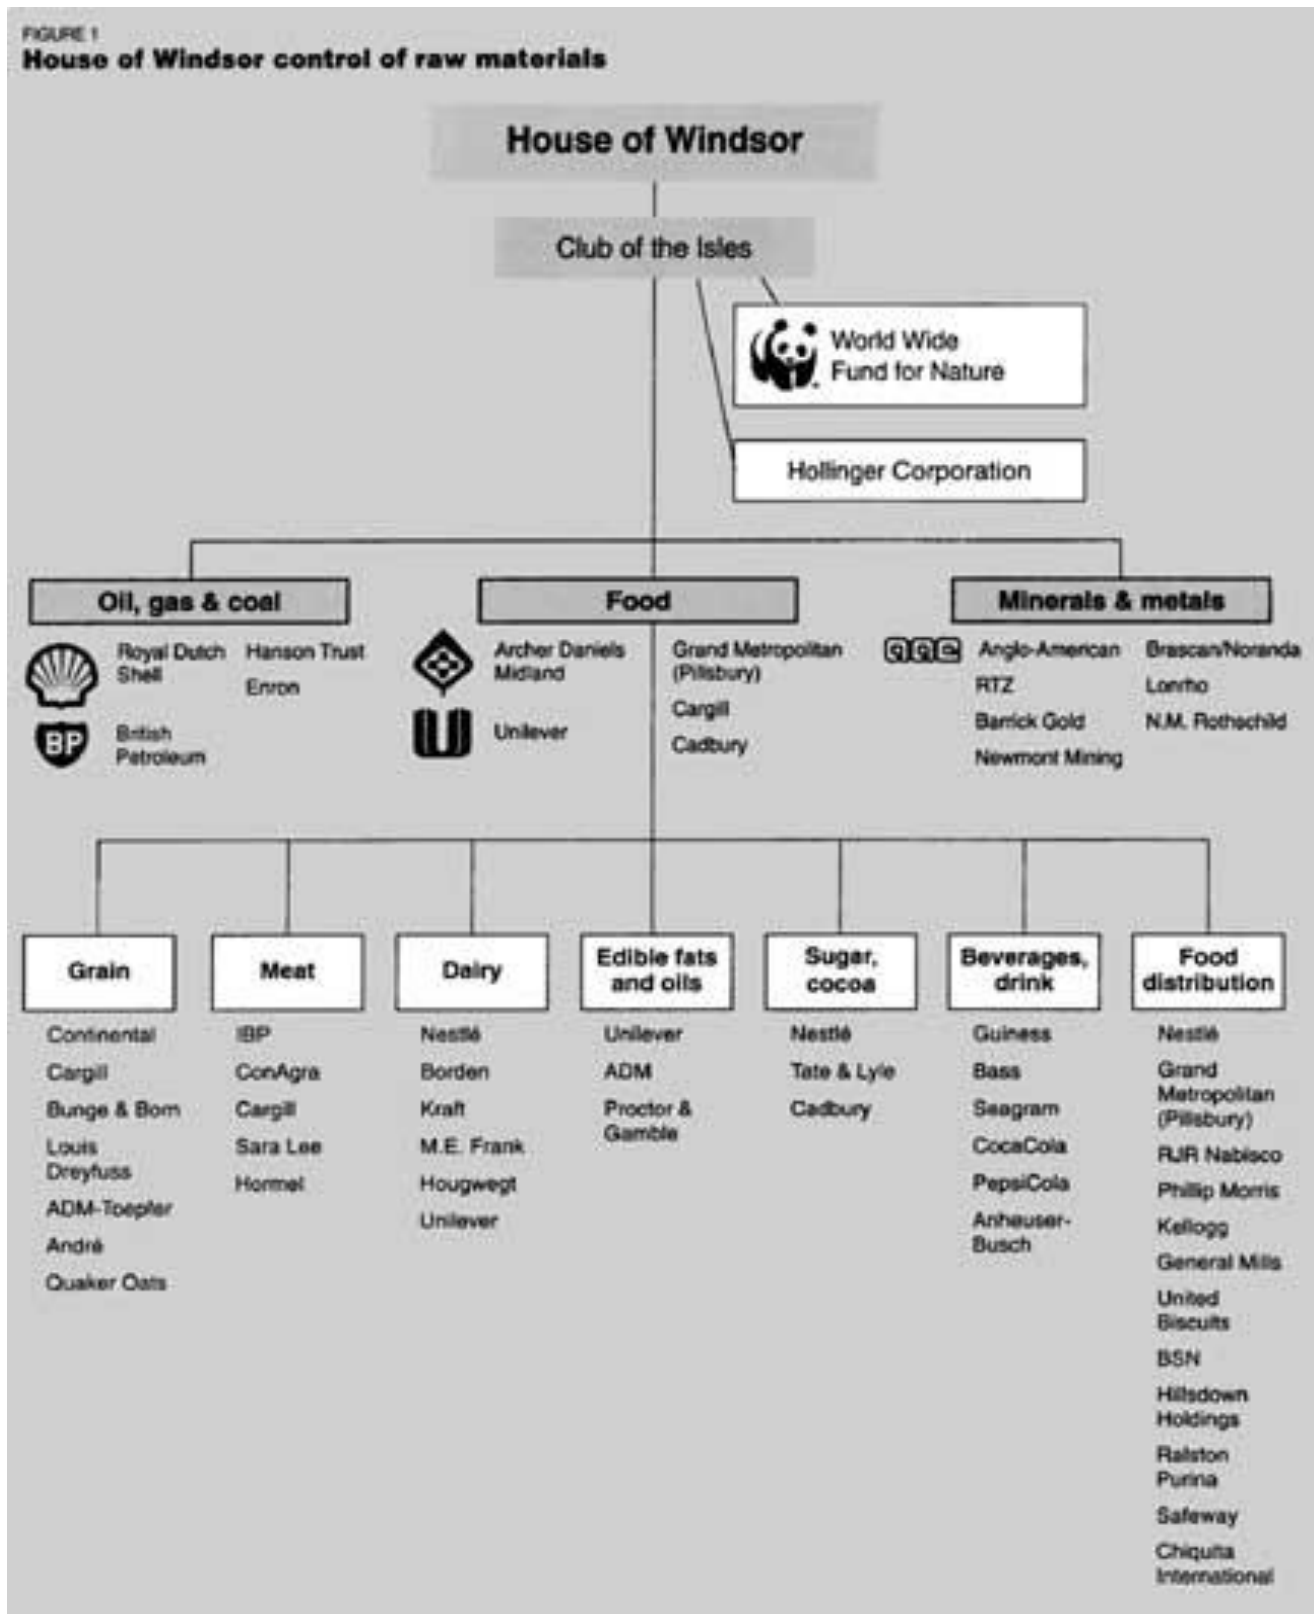 FIGURE 1
House of Windsor control of raw materials
House of Windsor
Club of the Isles
World Wide
Fund for Nature
Hollinger Corporation
Oil, gas & coal
Royal Dutch
Shell
British
Petroleum
Hanson Trust
Enron
BP
Food
Archer Daniels
Midland
Unilever
Grand Metropolitan
(Pillsbury)
Cargill
Cadbury
Minerals & metals
Anglo-American
RTZ
Barrick Gold
Newmont Mining
Brascan/Noranda
Lonrho
N.M. Rothschild
Grain
Continental
Cargill
Bunge & Born
Louis
Dreyfuss
ADM-Toepfer
André
Quaker Oats
Meat
IBP
ConAgra
Cargill
Sara Lee
Hormel
Dairy
Nestlé
Borden
Kraft
M.E. Frank
Hougwegt
Unilever
Edible fats
and oils
Unilever
ADM
Proctor &
Gamble
Sugar,
cocoa
Nestlé
Tate & Lyle
Cadbury
Beverages,
drink
Guiness
Bass
Seagram
CocaCola
PepsiCola
Anheuser-
Busch
Food
distribution
Nestlé
Grand
Metropolitan
(Pillsbury)
RJR Nabisco
Phillip Morris
Kellogg
General Mills
United
Biscuits
BSN
Hillsdown
Holdings
Ralston
Purina
Safeway
Chiquita
International